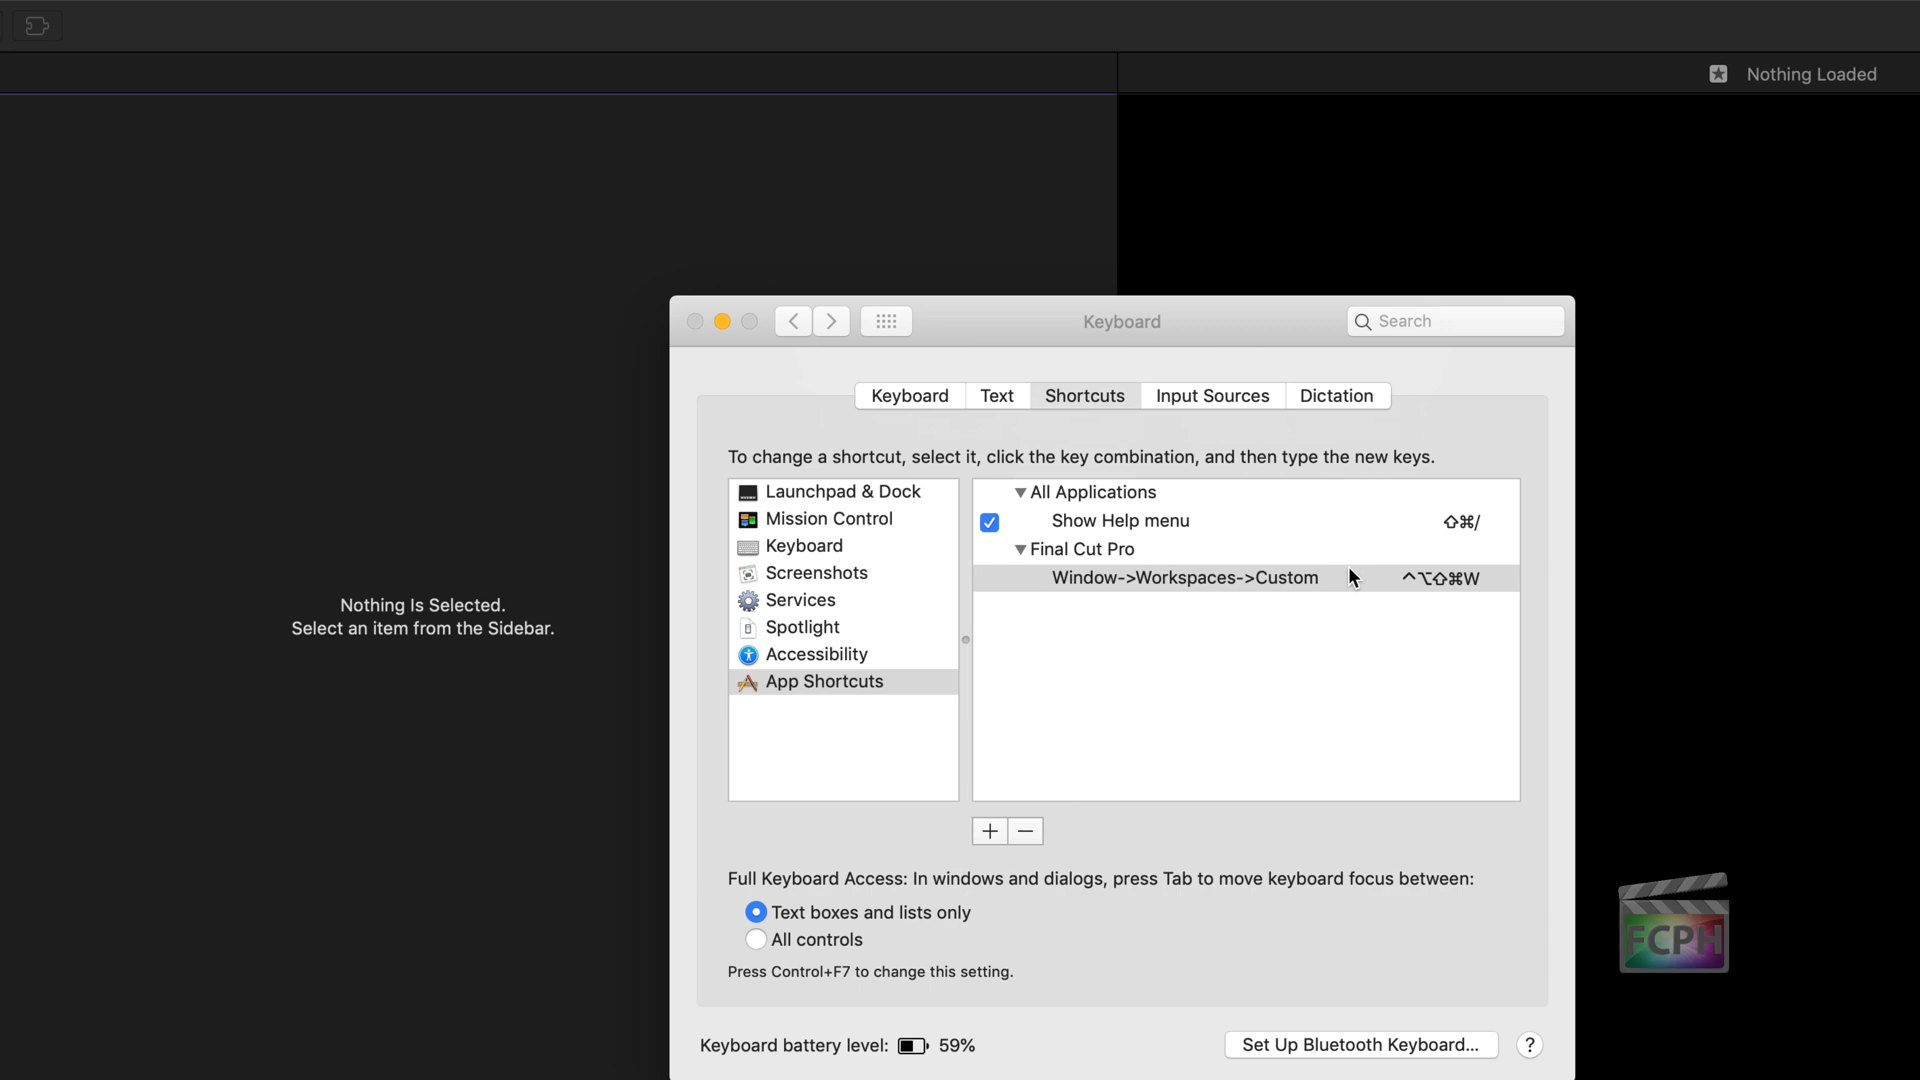 Nothing Loaded
Nothing Is Selected.
Select an item from the Sidebar.
Keyboard
Search
Keyboard
Text
Shortcuts
Input Sources
Dictation
To change a shortcut, select it, click the key combination, and then type the new keys.
Launchpad & Dock
Mission Control
Keyboard
Screenshots
Services
Spotlight
Accessibility
App Shortcuts
▼ All Applications
Show Help menu ⇧⌘/
▼ Final Cut Pro
Window->Workspaces->Custom ^⌥⇧⌘W
Full Keyboard Access: In windows and dialogs, press Tab to move keyboard focus between:
Text boxes and lists only
All controls
Press Control+F7 to change this setting.
Keyboard battery level: 59%
Set Up Bluetooth Keyboard...
?
FCPH